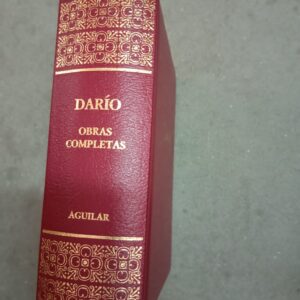 DARÍO
OBRAS
COMPLETAS
AGUILAR